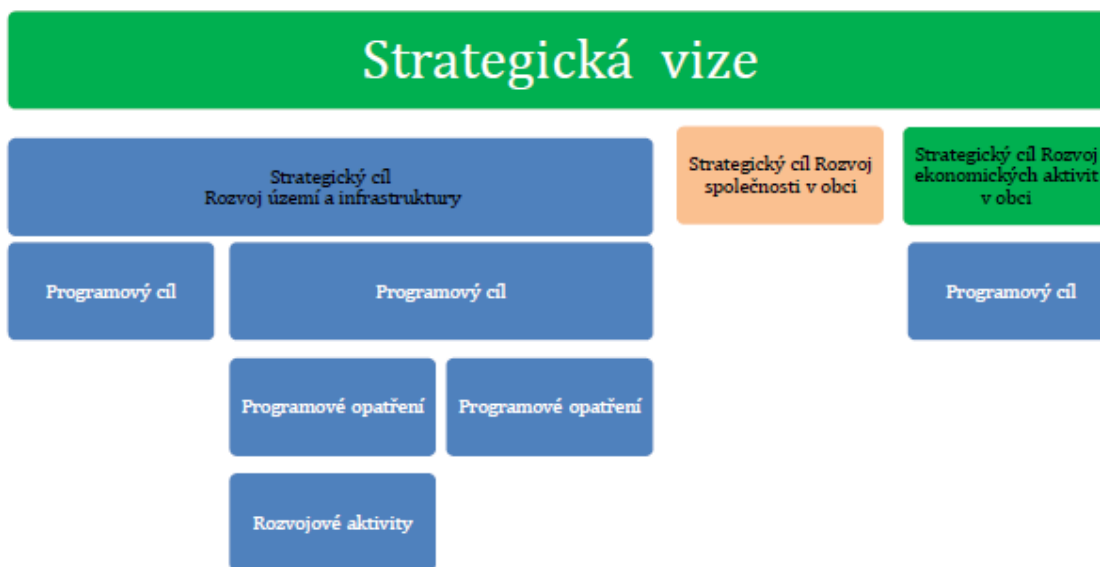 Strategická vize
Strategický cíl
Rozvoj území a infrastruktury
Strategický cíl Rozvoj
společnosti v obci
Strategický cíl Rozvoj
ekonomických aktivit
v obci
Programový cíl
Programový cíl
Programový cíl
Programové opatření
Programové opatření
Rozvojové aktivity